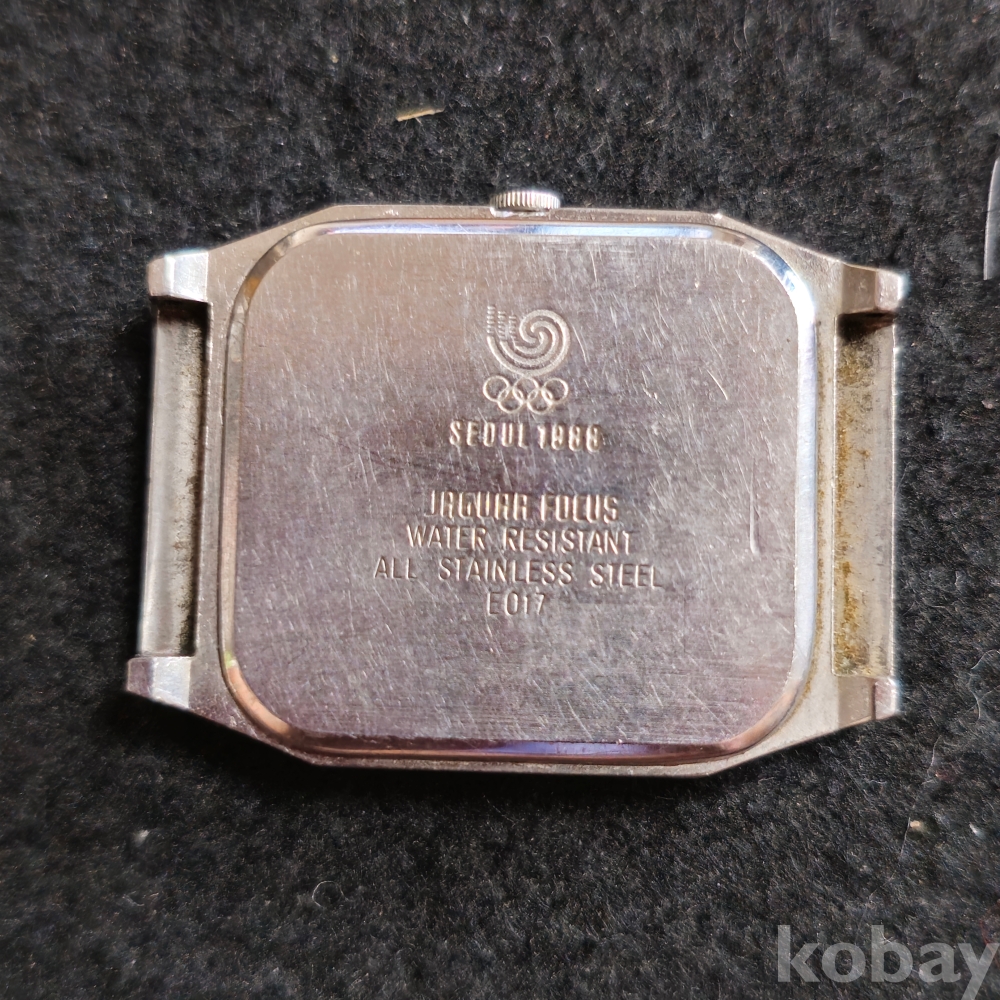 SEOUL 1988
JAGUAR FOCUS
WATER RESISTANT
ALL STAINLESS STEEL
E017
kobay